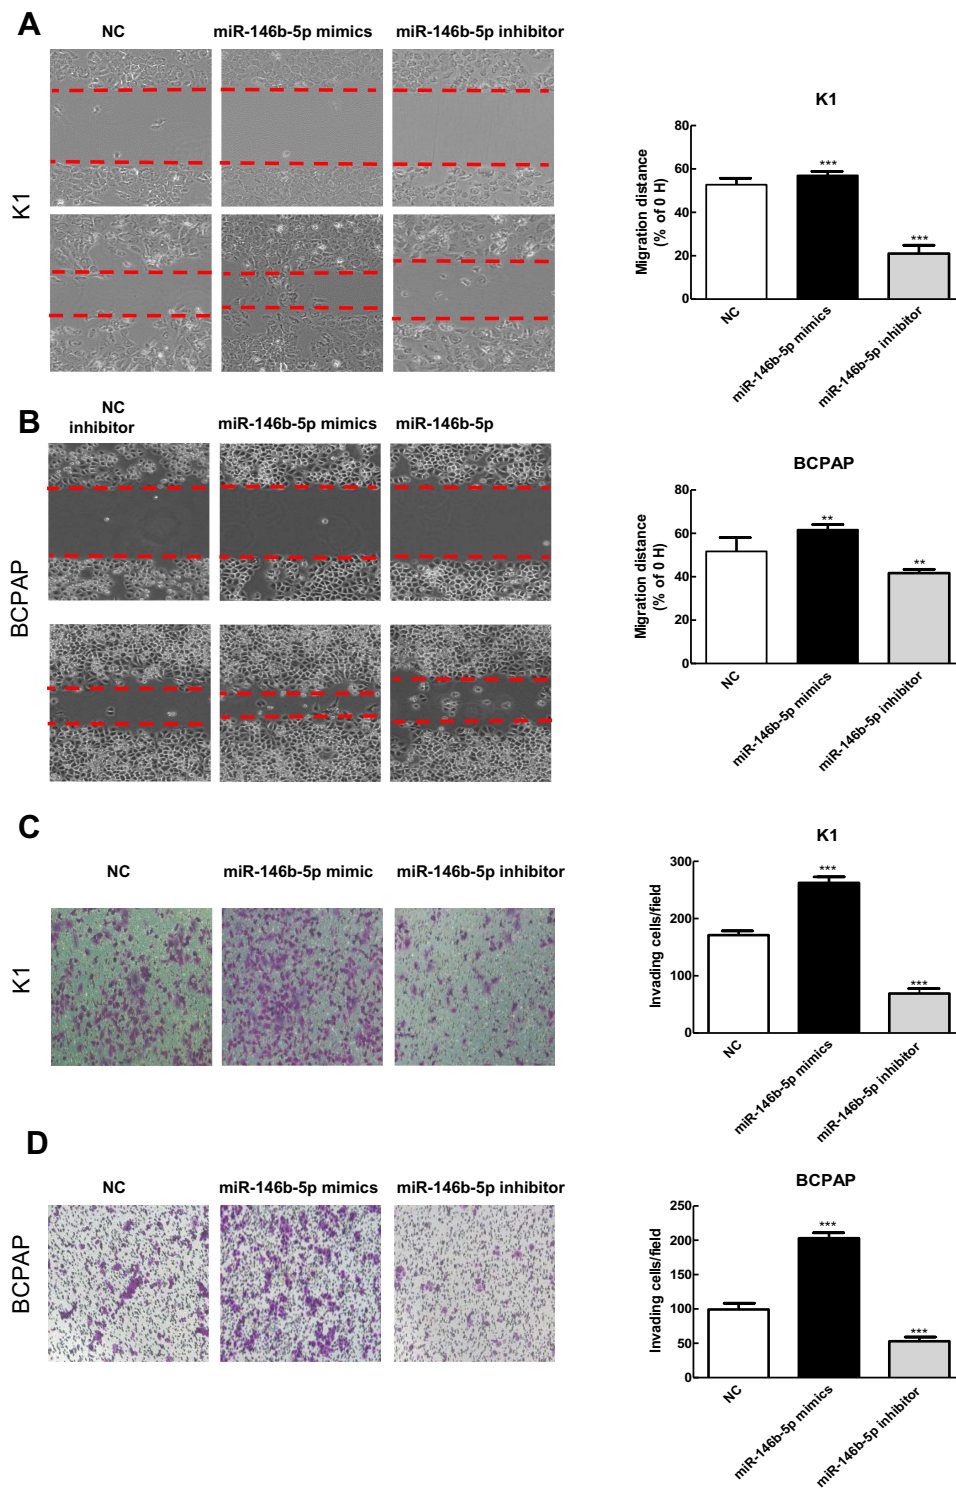 A
NC
miR-146b-5p mimics
miR-146b-5p inhibitor
K1
K1
Migration distance
(% of 0 H)
80
60
40
20
0
***
***
NC
miR-146b-5p mimics
miR-146b-5p inhibitor
B
NC
inhibitor
miR-146b-5p mimics
miR-146b-5p
BCPAP
BCPAP
Migration distance
(% of 0 H)
80
60
40
20
0
**
**
NC
miR-146b-5p mimics
miR-146b-5p inhibitor
C
NC
miR-146b-5p mimic
miR-146b-5p inhibitor
K1
K1
Invading cells/field
300
200
100
0
***
***
NC
miR-146b-5p mimics
miR-146b-5p inhibitor
D
NC
miR-146b-5p mimics
miR-146b-5p inhibitor
BCPAP
BCPAP
Invading cells/field
250
200
150
100
50
0
***
***
NC
miR-146b-5p mimics
miR-146b-5p inhibitor